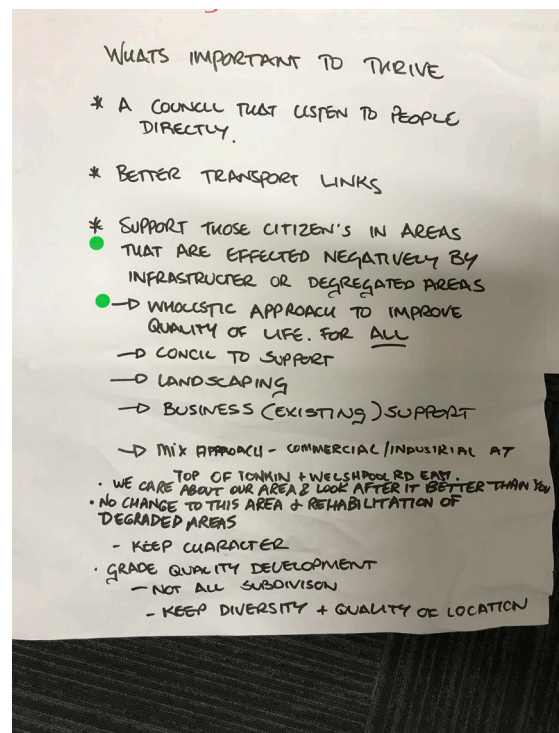 WHATS IMPORTANT TO THRIVE
* A COUNCIL THAT LISTEN TO PEOPLE
DIRECTLY.
* BETTER TRANSPORT LINKS
* SUPPORT THOSE CITIZEN'S IN AREAS
THAT ARE EFFECTED NEGATIVELY BY
INFRASTRUCTER OR DEGREGATED AREAS
→ WHOLISTIC APPROACH TO IMPROVE
QUALITY OF LIFE. FOR ALL
→ CONCIL TO SUPPORT
→ LANDSCAPING
→ BUSINESS (EXISTING) SUPPORT
→ MIX APPROACH - COMMERCIAL/INDUSTRIAL AT
TOP OF TONKIN + WELSHPOOL RD EAST.
• WE CARE ABOUT OUR AREA & LOOK AFTER IT BETTER THAN YOU
• NO CHANGE TO THIS AREA & REHABILITATION OF
DEGRADED AREAS
- KEEP CHARACTER
• GRADE QUALITY DEVELOPMENT
- NOT ALL SUBDIVISON
- KEEP DIVERSITY + QUALITY OF LOCATION